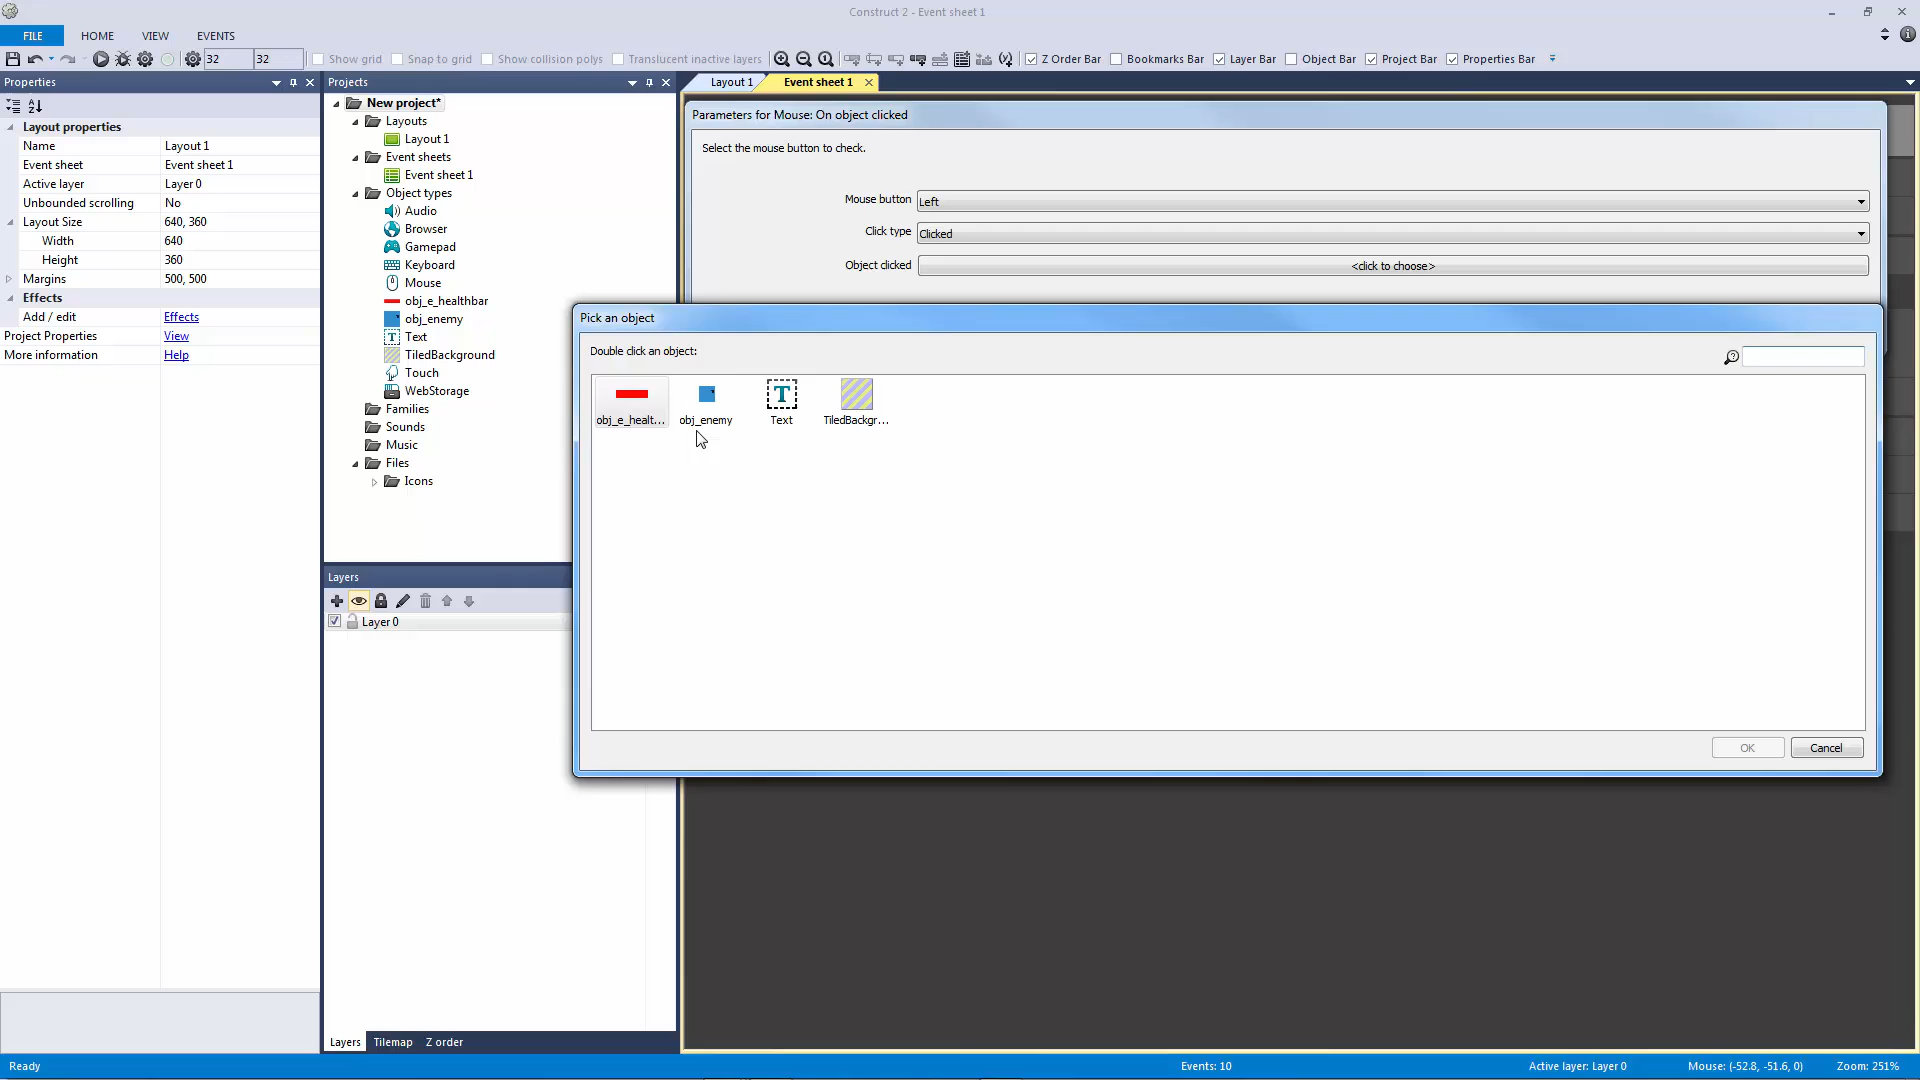 Construct 2 - Event sheet 1
FILE HOME VIEW EVENTS
32 32 Show grid Snap to grid Show collision polys Translucent inactive layers Z Order Bar Bookmarks Bar Layer Bar Object Bar Project Bar Properties Bar
Properties
Layout properties
Name Layout 1
Event sheet Event sheet 1
Active layer Layer 0
Unbounded scrolling No
Layout Size 640, 360
Width 640
Height 360
Margins 500, 500
Effects
Add / edit Effects
Project Properties View
More information Help
Projects
New project*
Layouts
Layout 1
Event sheets
Event sheet 1
Object types
Audio
Browser
Gamepad
Keyboard
Mouse
obj_e_healthbar
obj_enemy
Text
TiledBackground
Touch
WebStorage
Families
Sounds
Music
Files
Icons
Layers
Layer 0
Layers Tilemap Z order
Layout 1 Event sheet 1
Parameters for Mouse: On object clicked
Select the mouse button to check.
Mouse button Left
Click type Clicked
Object clicked <click to choose>
Pick an object
Double click an object:
obj_e_healt... obj_enemy Text TiledBackgr...
OK Cancel
Ready Events: 10 Active layer: Layer 0 Mouse: (-52.8, -51.6, 0) Zoom: 251%